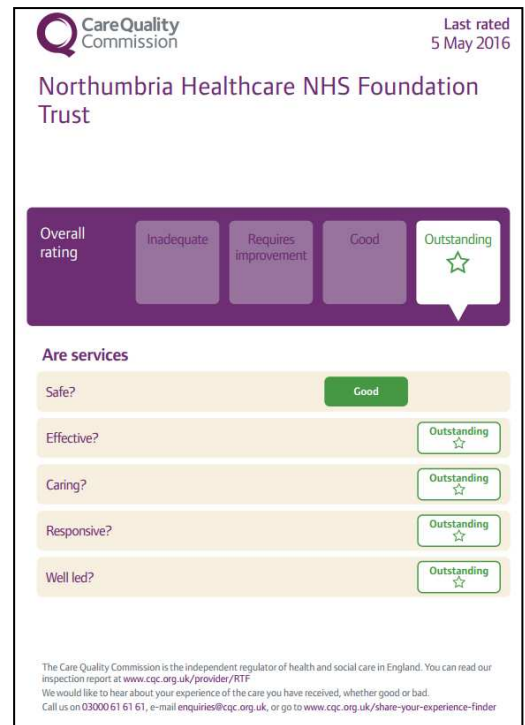 CareQuality
Commission
Last rated
5 May 2016
Northumbria Healthcare NHS Foundation
Trust
Overall
rating
Inadequate
Requires
improvement
Good
Outstanding
Are services
Safe?
Good
Effective?
Outstanding
Caring?
Outstanding
Responsive?
Outstanding
Well led?
Outstanding
The Care Quality Commission is the independent regulator of health and social care in England. You can read our
inspection report at www.cqc.org.uk/provider/RTF
We would like to hear about your experience of the care you have received, whether good or bad.
Call us on 03000 61 61 61, e-mail enquiries@cqc.org.uk, or go to www.cqc.org.uk/share-your-experience-finder